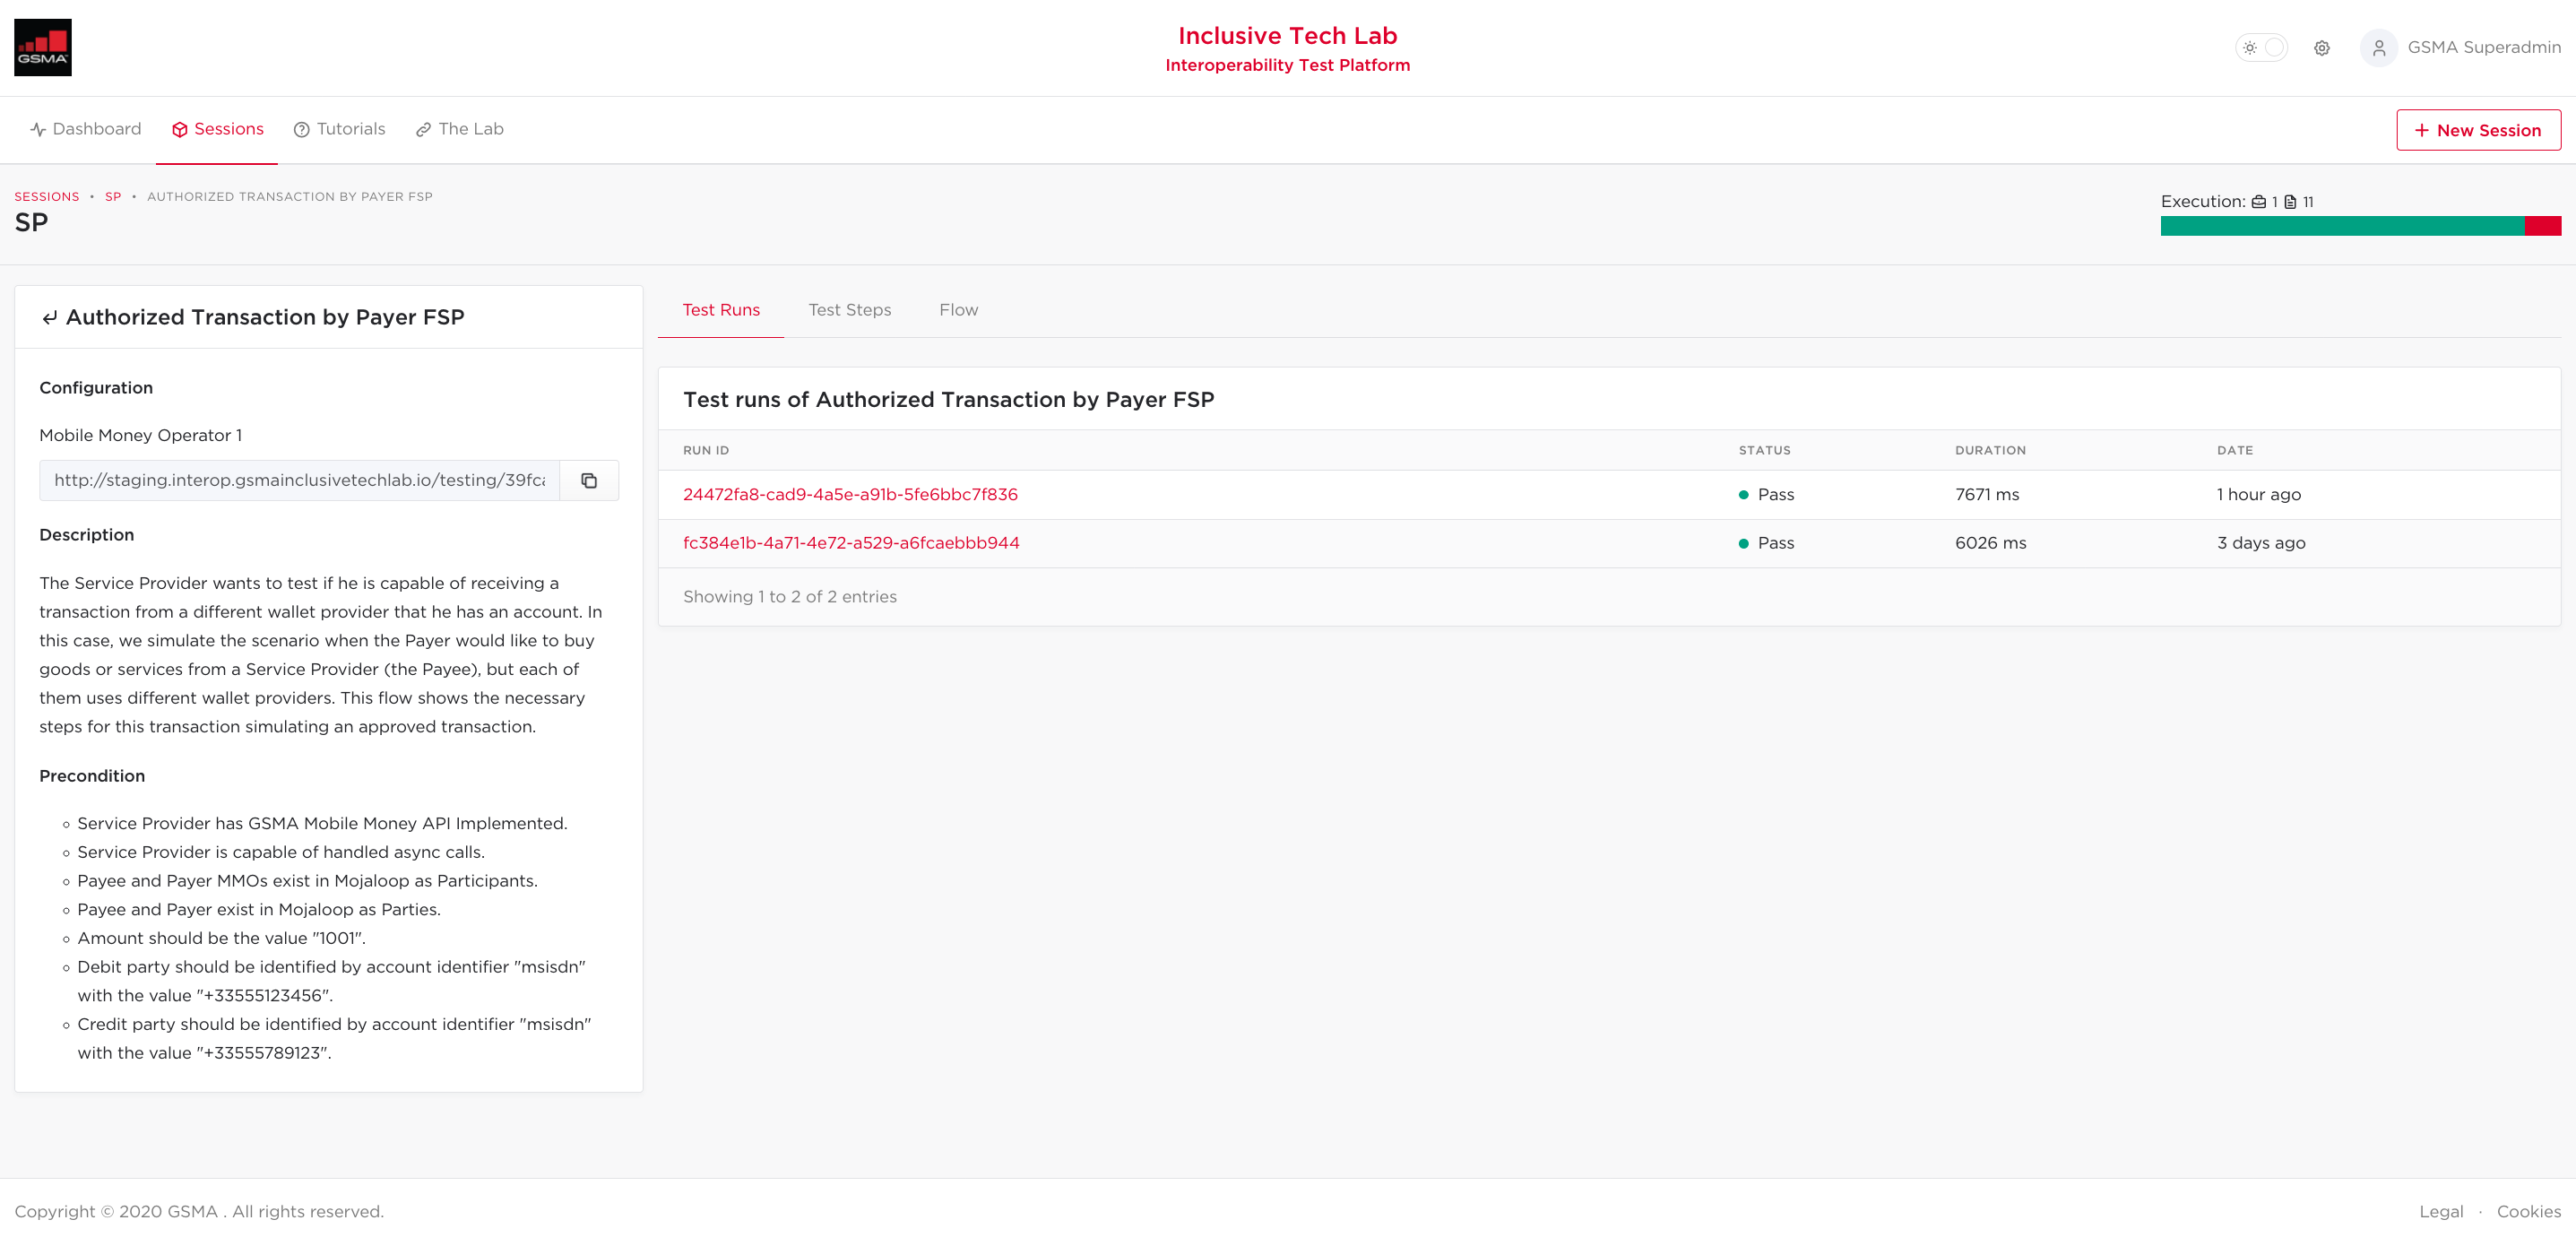 GSMA
Inclusive Tech Lab
Interoperability Test Platform
GSMA Superadmin
Dashboard
Sessions
Tutorials
The Lab
+ New Session
SESSIONS • SP • AUTHORIZED TRANSACTION BY PAYER FSP
SP
Execution: 1 11
Authorized Transaction by Payer FSP
Configuration
Mobile Money Operator 1
http://staging.interop.gsmainclusivetechlab.io/testing/39fca
Description
The Service Provider wants to test if he is capable of receiving a
transaction from a different wallet provider that he has an account. In
this case, we simulate the scenario when the Payer would like to buy
goods or services from a Service Provider (the Payee), but each of
them uses different wallet providers. This flow shows the necessary
steps for this transaction simulating an approved transaction.
Precondition
Service Provider has GSMA Mobile Money API Implemented.
Service Provider is capable of handled async calls.
Payee and Payer MMOs exist in Mojaloop as Participants.
Payee and Payer exist in Mojaloop as Parties.
Amount should be the value "1001".
Debit party should be identified by account identifier "msisdn"
with the value "+33555123456".
Credit party should be identified by account identifier "msisdn"
with the value "+33555789123".
Test Runs
Test Steps
Flow
Test runs of Authorized Transaction by Payer FSP
RUN ID STATUS DURATION DATE
24472fa8-cad9-4a5e-a91b-5fe6bbc7f836 Pass 7671 ms 1 hour ago
fc384e1b-4a71-4e72-a529-a6fcaebbb944 Pass 6026 ms 3 days ago
Showing 1 to 2 of 2 entries
Copyright © 2020 GSMA . All rights reserved.
Legal · Cookies